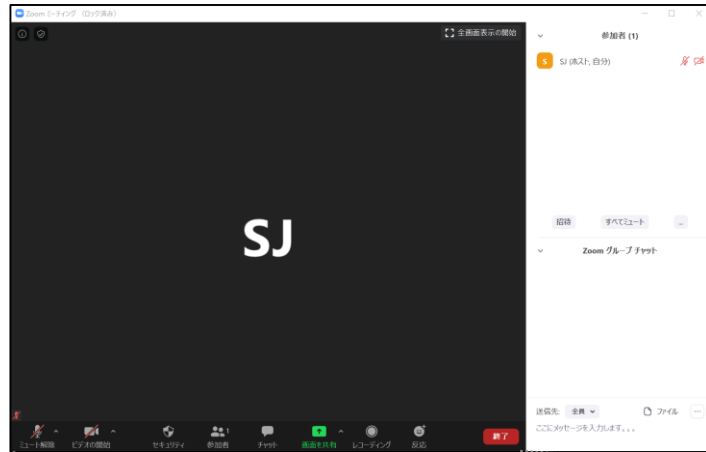 Zoom ミーティング (ロック済み)
全画面表示の開始
SJ
ミュート解除
ビデオの開始
セキュリティ
1
参加者
チャット
画面を共有
レコーディング
反応
終了
参加者 (1)
S
SJ (ホスト, 自分)
招待
すべてミュート
...
Zoom グループ チャット
送信先: 全員
ファイル
...
ここにメッセージを入力します。。。